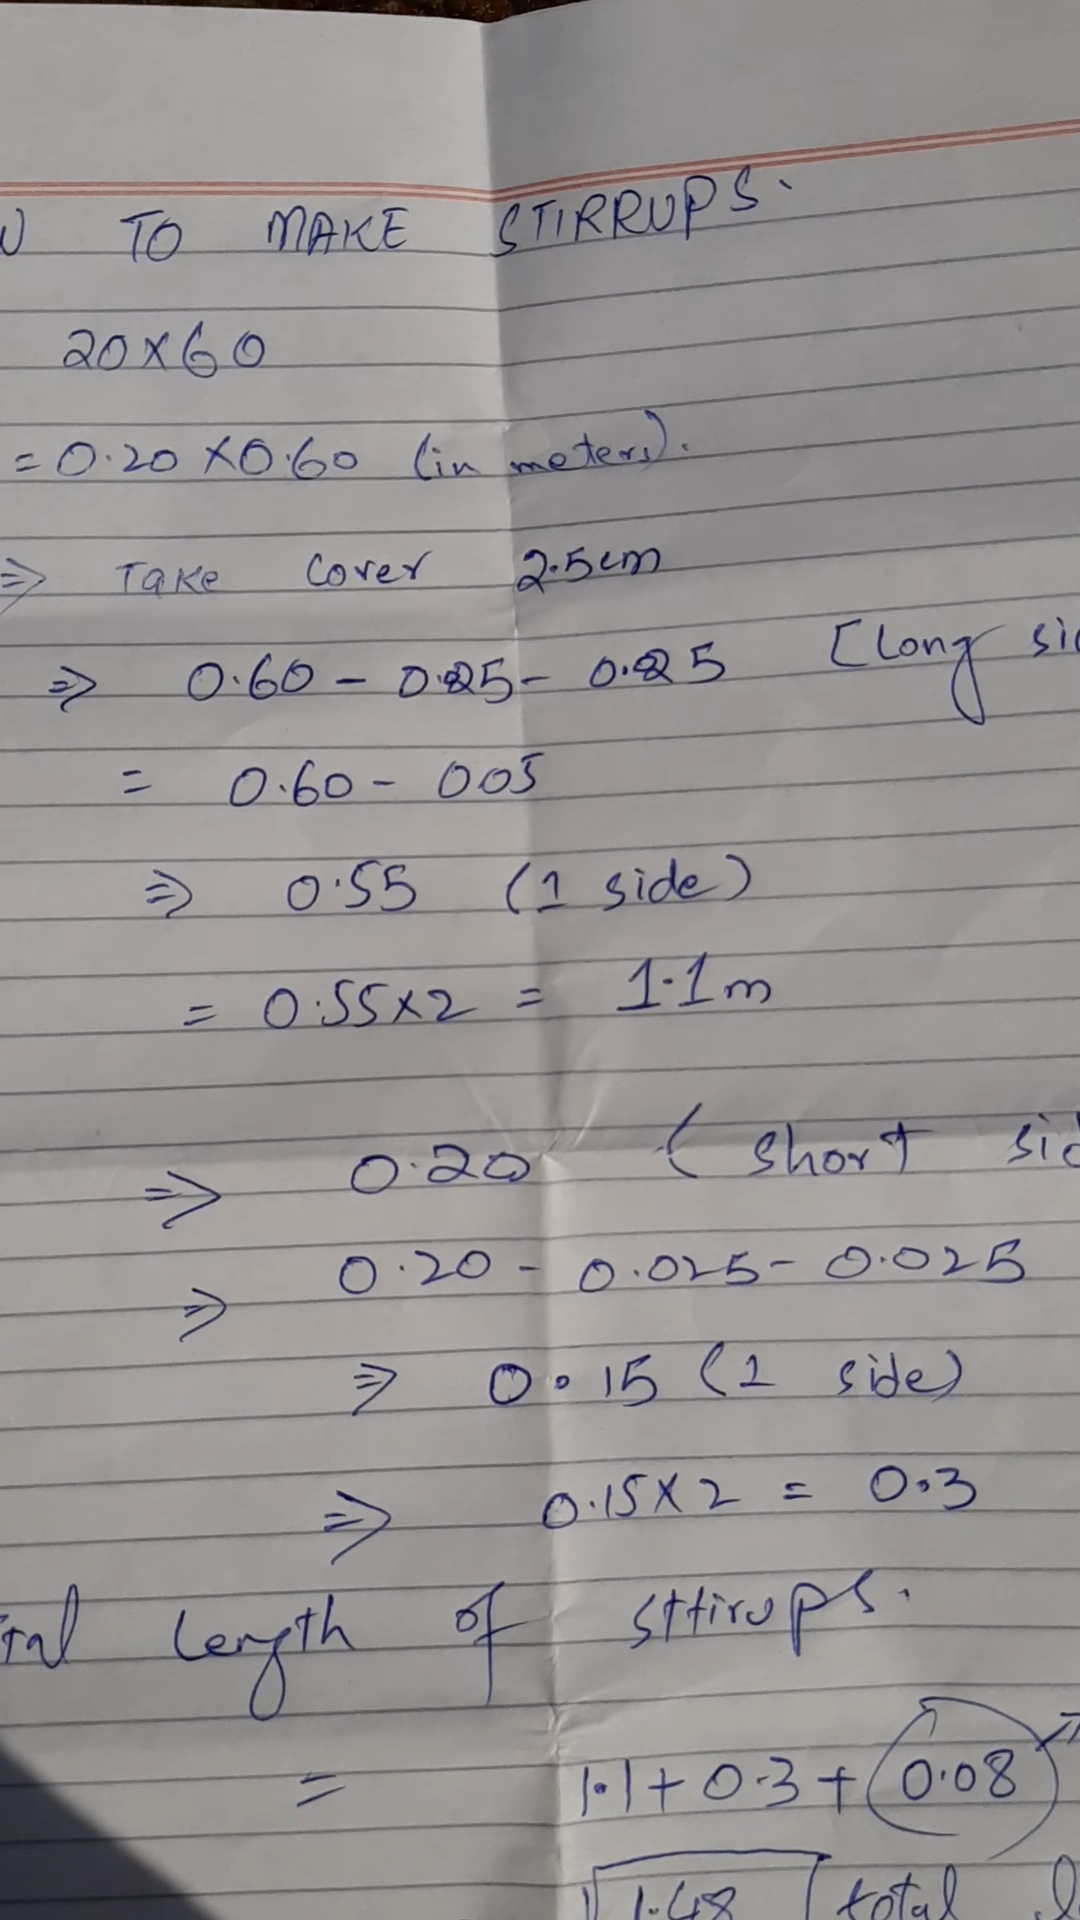 TO MAKE STIRRUPS.
20×60
= 0.20 ×0.60 (in meters).
⇒ Take Cover 2.5cm
⇒ 0.60 - 0.25 - 0.25 [long
= 0.60 - 005
⇒ 0.55 (1 side)
= 0.55×2 = 1.1m
⇒ 0.20 ( short
⇒ 0.20 - 0.025 - 0.025
⇒ 0.15 (1 side)
⇒ 0.15×2 = 0.3
length of sttirups.
= 1.1 + 0.3 + 0.08
1.48 total